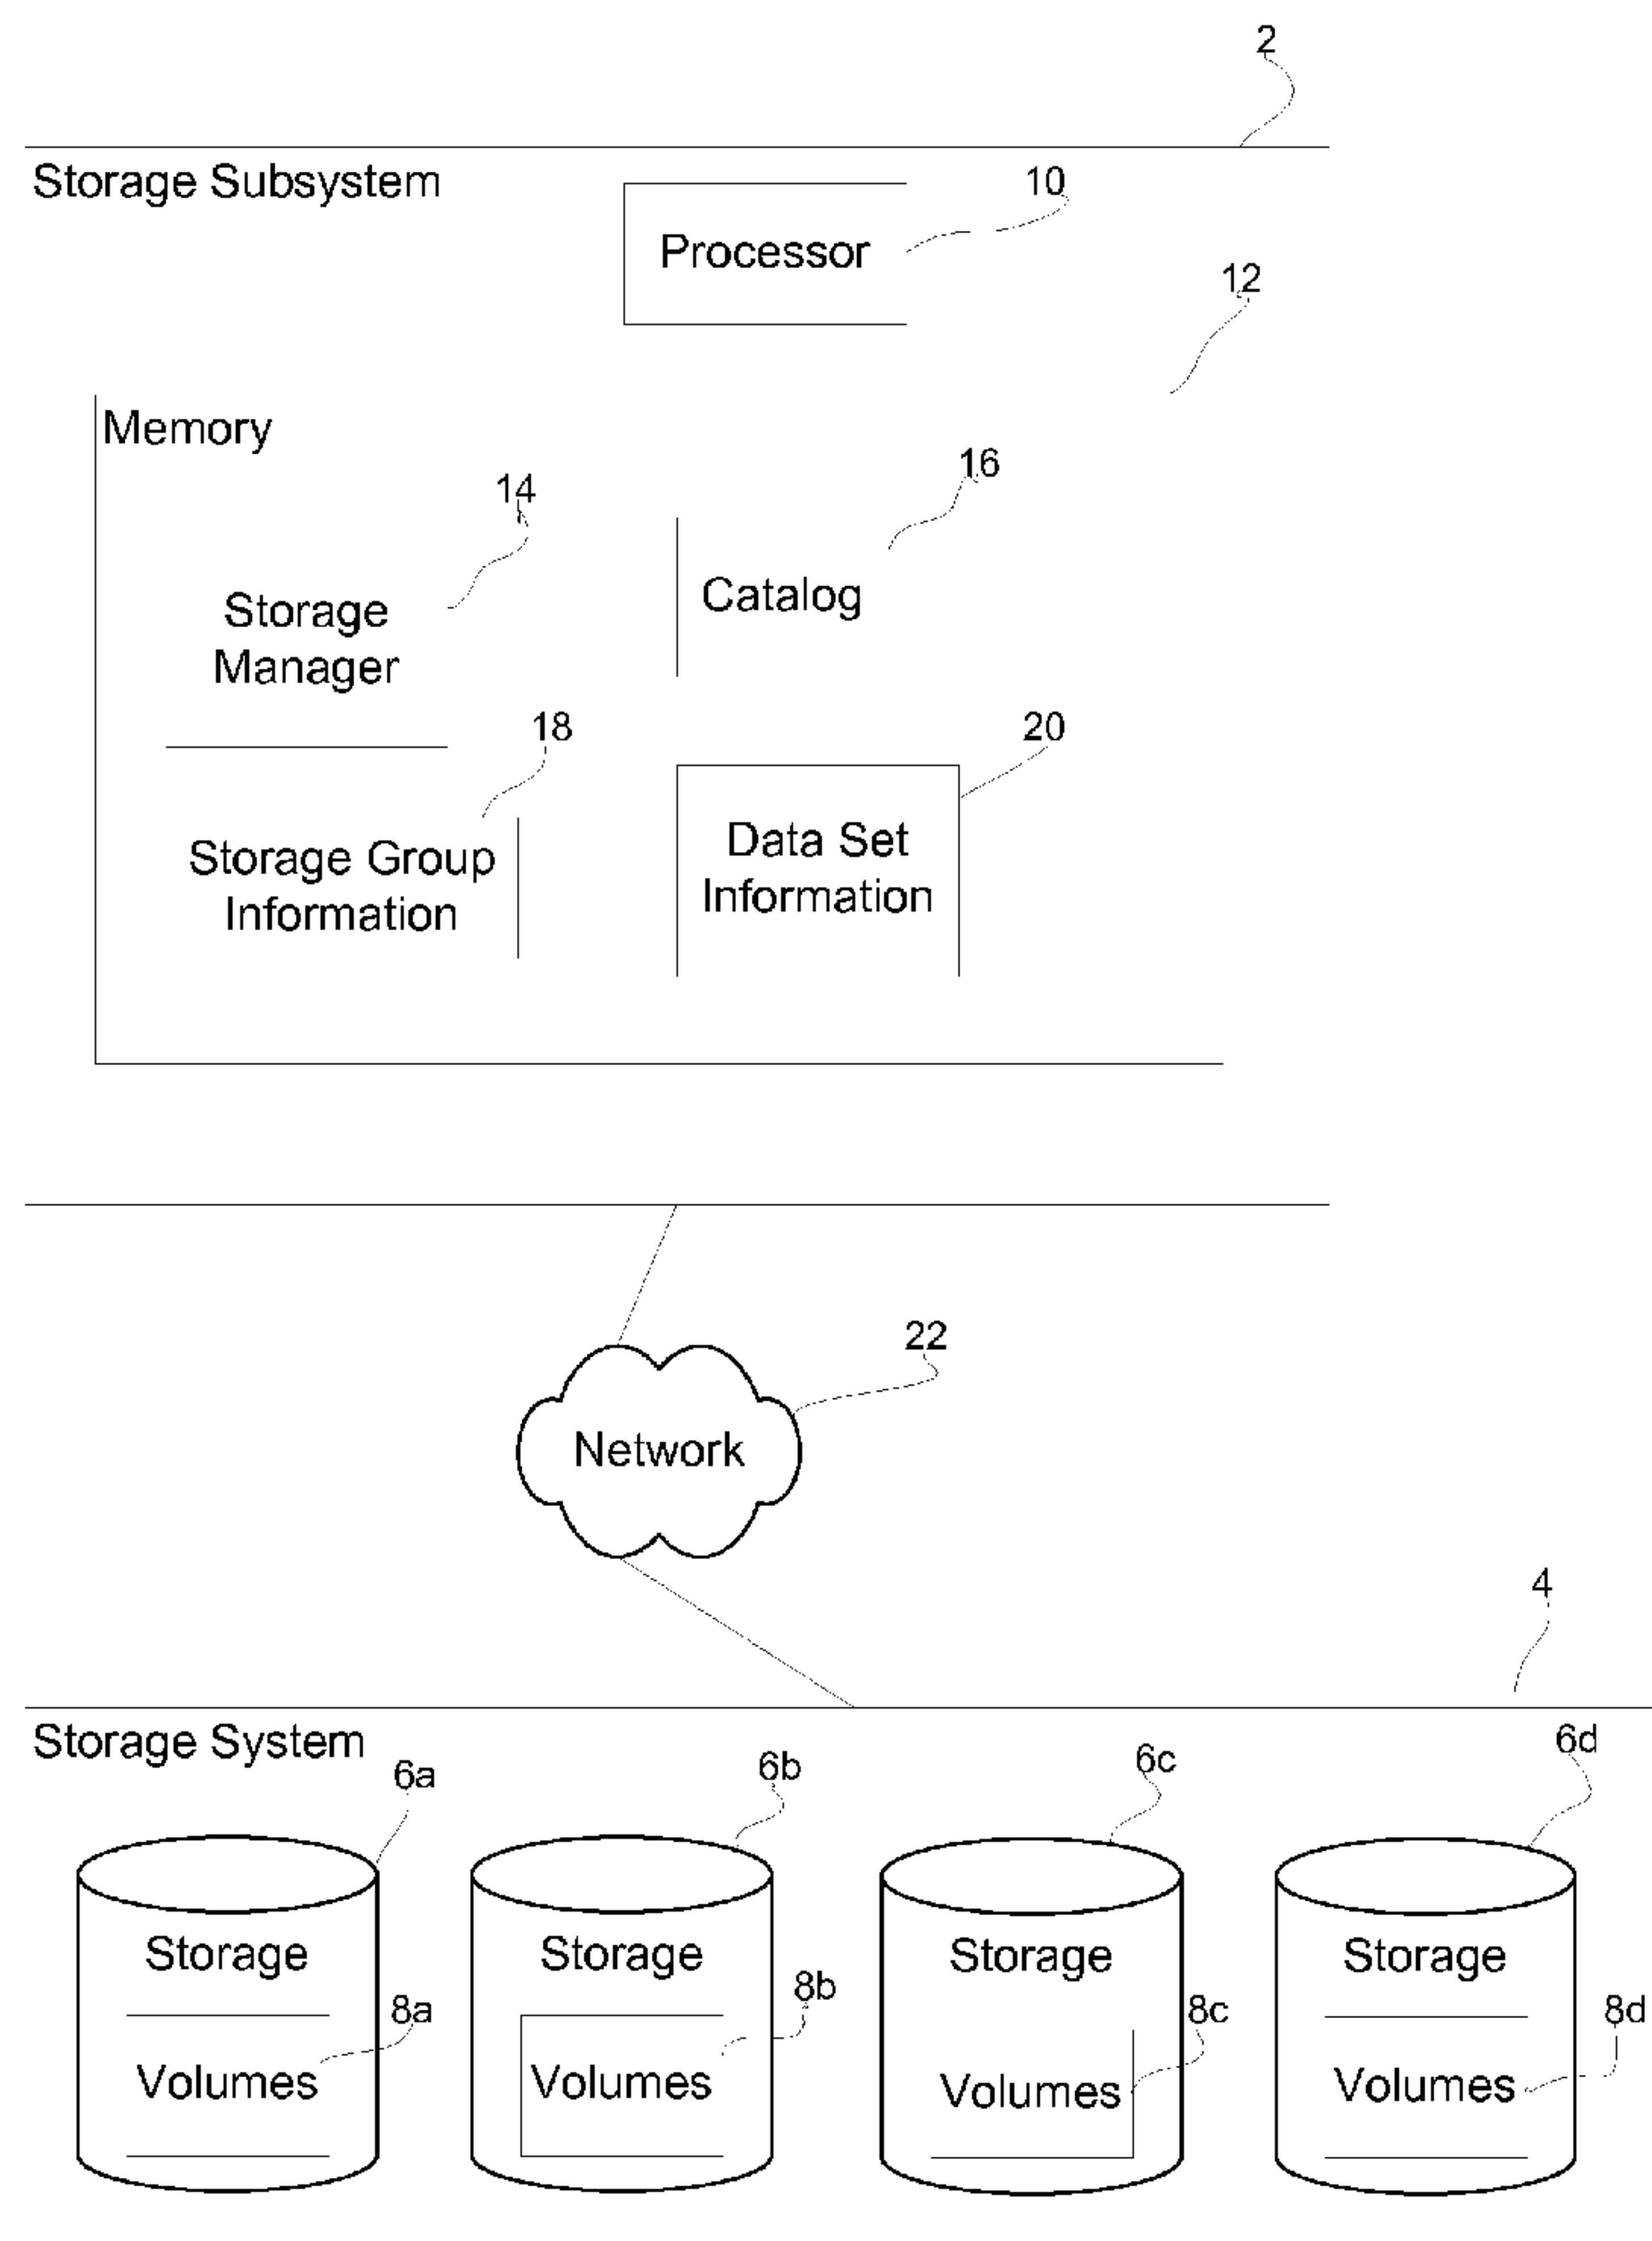 2
Storage Subsystem
10
Processor
12
Memory
16
14
Catalog
Storage
Manager
18
20
Storage Group
Information
Data Set
Information
22
Network
4
Storage System
6a
6b
6c
6d
Storage
Storage
Storage
Storage
8a
8b
8c
8d
Volumes
Volumes
Volumes
Volumes